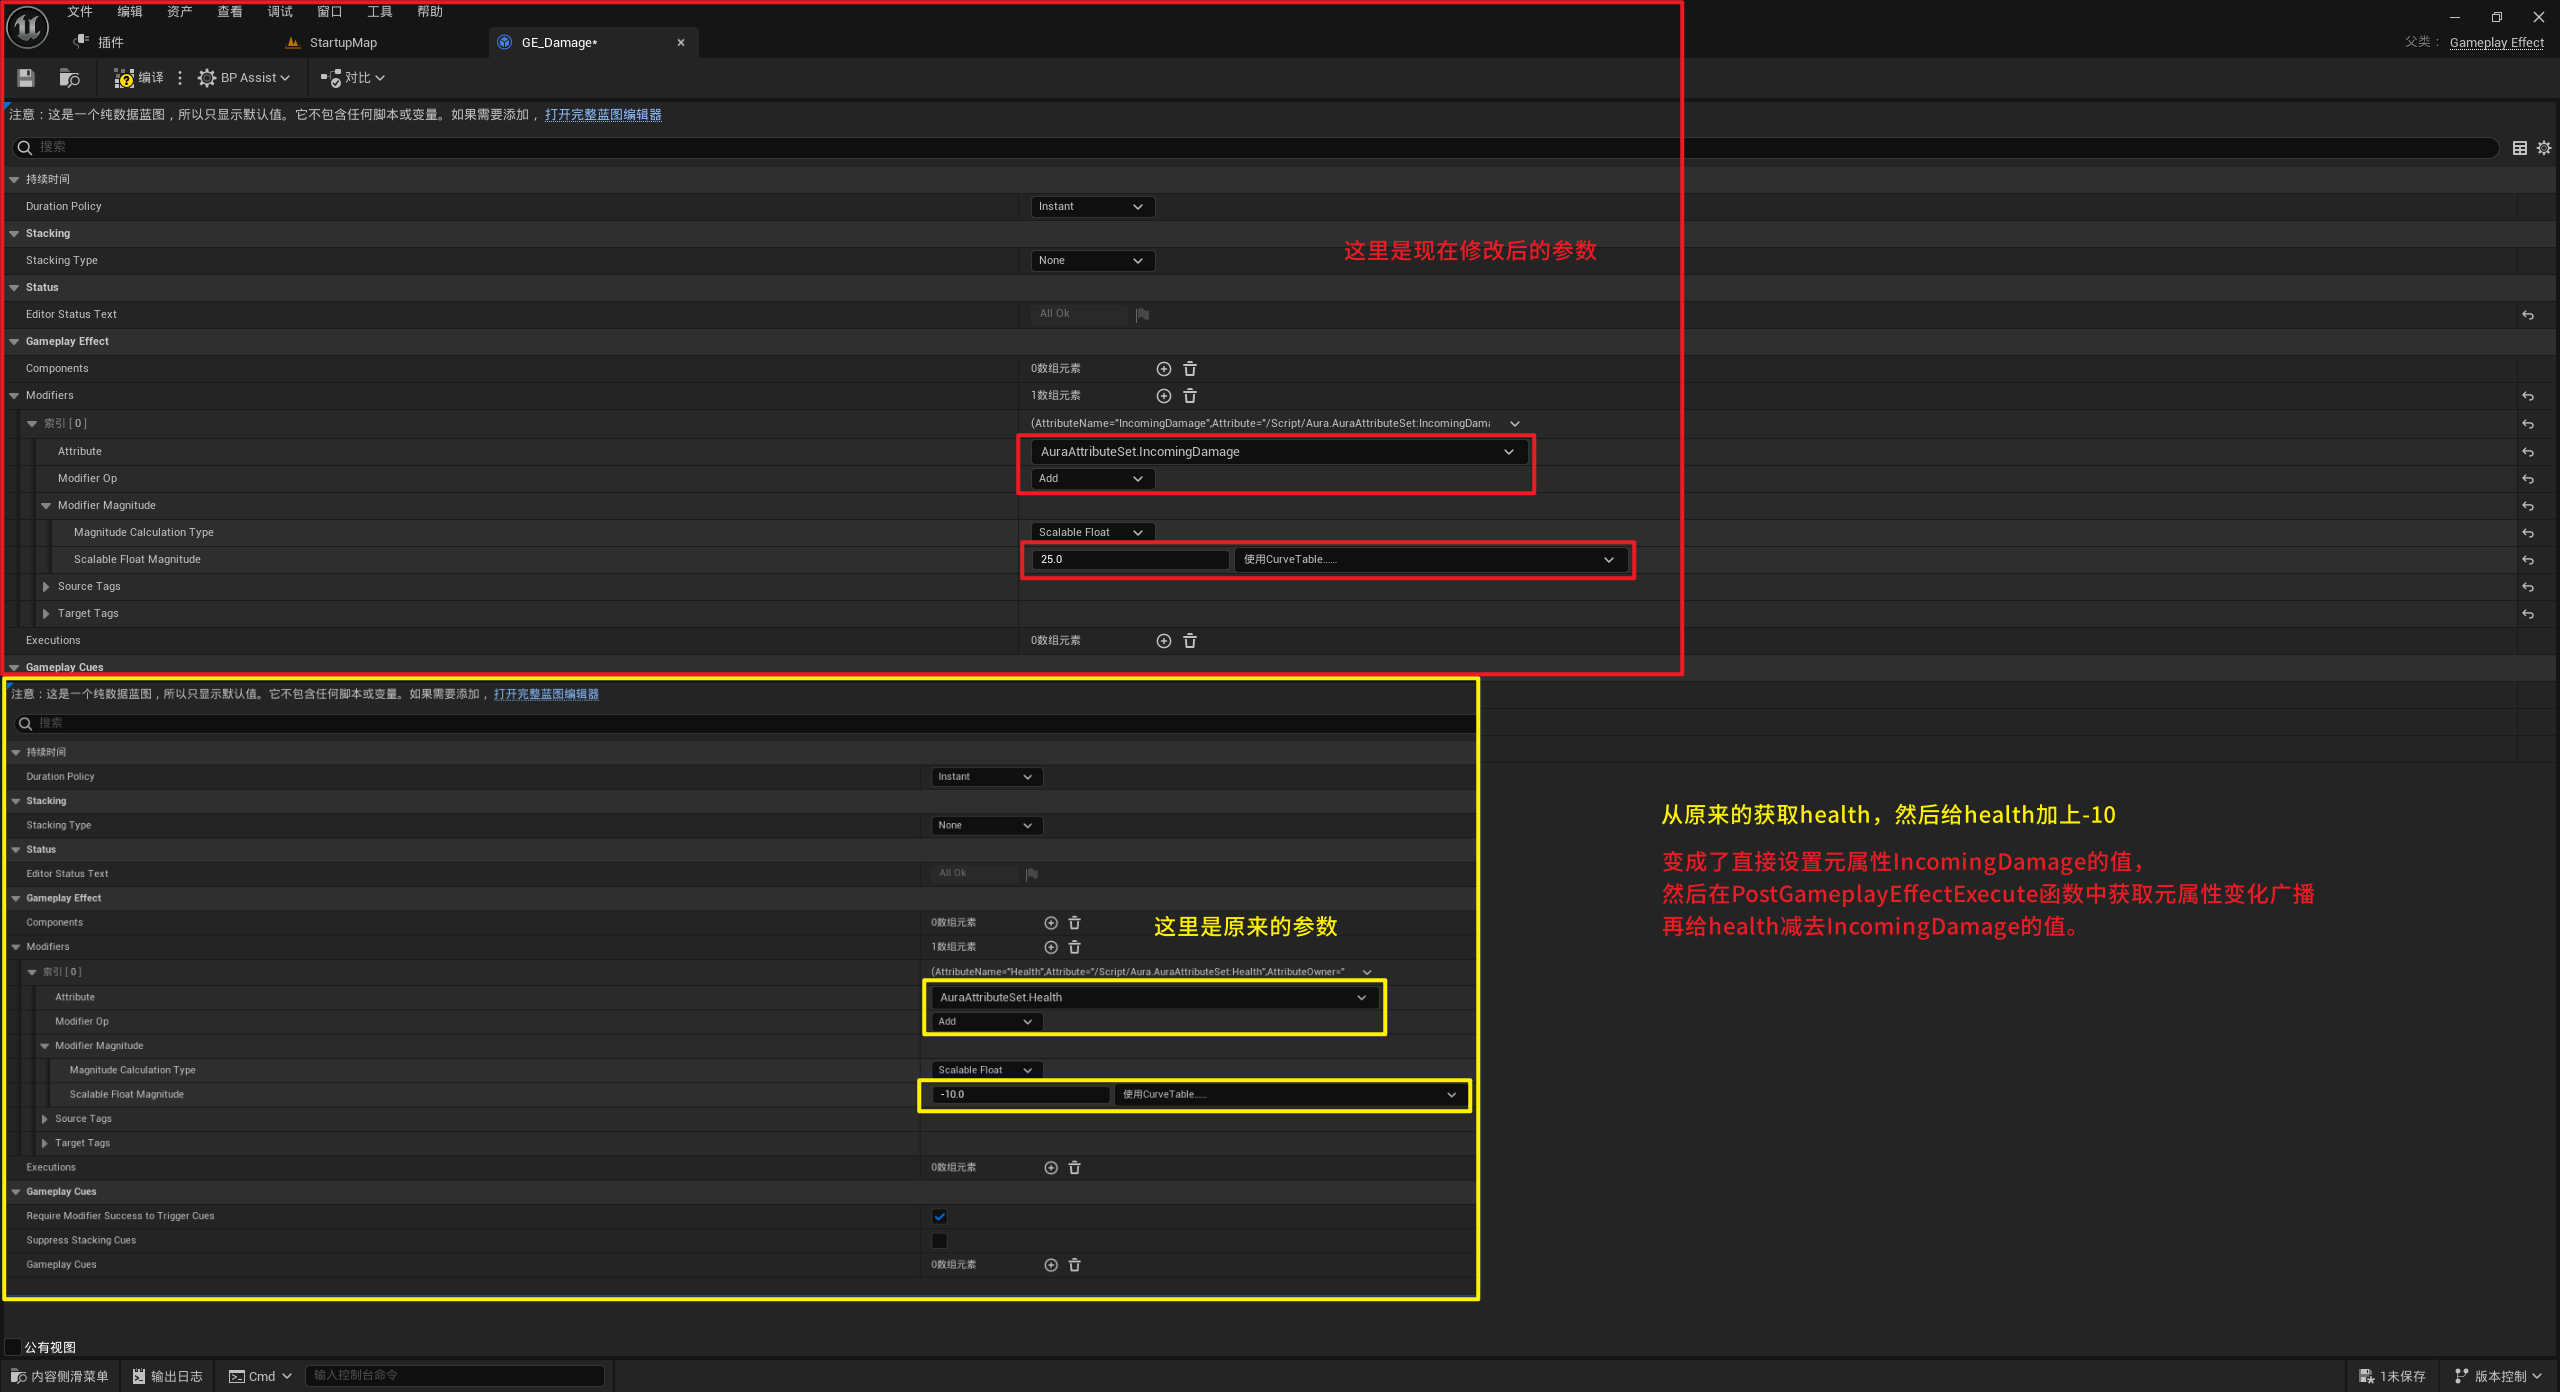 文件 编辑 资产 查看 调试 窗口 工具 帮助
插件 StartupMap GE_Damage*
父类： Gameplay Effect
编译 BP Assist 对比
注意：这是一个纯数据蓝图，所以只显示默认值。它不包含任何脚本或变量。如果需要添加，打开完整蓝图编辑器
搜索
持续时间
Duration Policy Instant
Stacking
这里是现在修改后的参数
Stacking Type None
Status
Editor Status Text All Ok
Gameplay Effect
Components 0数组元素
Modifiers 1数组元素
索引 [ 0 ] (AttributeName="IncomingDamage",Attribute="/Script/Aura.AuraAttributeSet:IncomingDam
Attribute AuraAttributeSet.IncomingDamage
Modifier Op Add
Modifier Magnitude
Magnitude Calculation Type Scalable Float
Scalable Float Magnitude 25.0 使用CurveTable......
Source Tags
Target Tags
Executions 0数组元素
Gameplay Cues
注意：这是一个纯数据蓝图，所以只显示默认值。它不包含任何脚本或变量。如果需要添加，打开完整蓝图编辑器
搜索
持续时间
Duration Policy Instant
Stacking
Stacking Type None
Status
Editor Status Text All Ok
Gameplay Effect
Components 0数组元素
这里是原来的参数
Modifiers 1数组元素
索引 [ 0 ] (AttributeName="Health",Attribute="/Script/Aura.AuraAttributeSet:Health",AttributeOwner="
Attribute AuraAttributeSet.Health
Modifier Op Add
Modifier Magnitude
Magnitude Calculation Type Scalable Float
Scalable Float Magnitude -10.0 使用CurveTable......
Source Tags
Target Tags
Executions 0数组元素
Gameplay Cues
Require Modifier Success to Trigger Cues
Suppress Stacking Cues
Gameplay Cues 0数组元素
从原来的获取health，然后给health加上-10
变成了直接设置元属性IncomingDamage的值，
然后在PostGameplayEffectExecute函数中获取元属性变化广播
再给health减去IncomingDamage的值。
公有视图
内容侧滑菜单 输出日志 Cmd 输入控制台命令 1未保存 版本控制